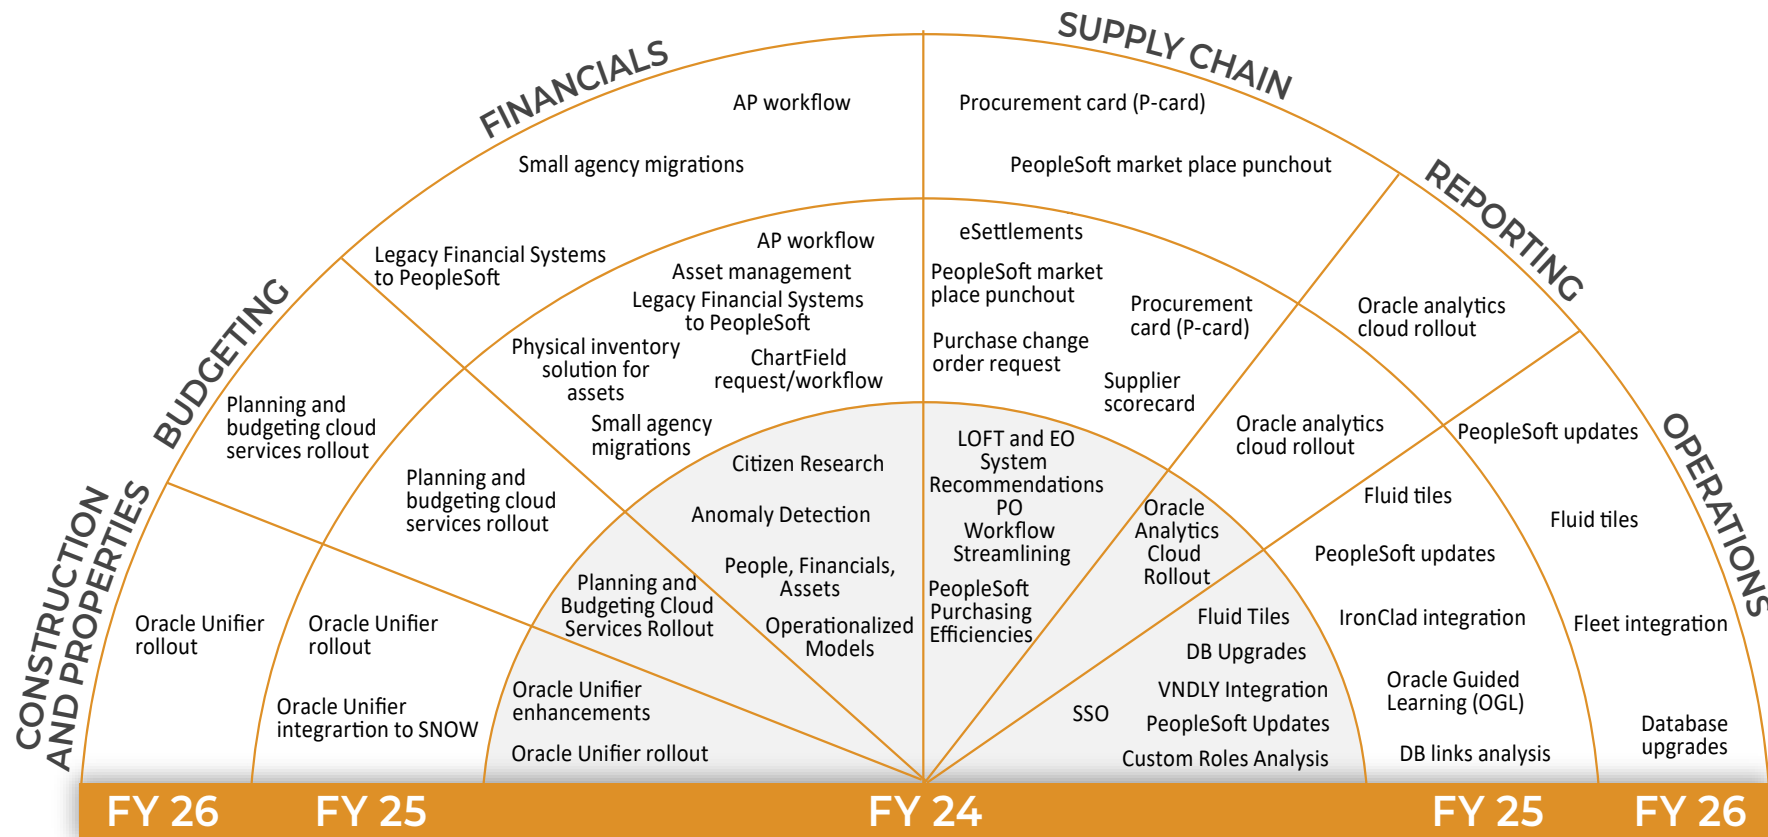 CONSTRUCTION
AND PROPERTIES
BUDGETING
FINANCIALS
SUPPLY CHAIN
REPORTING
OPERATIONS
Oracle Unifier
rollout
Oracle Unifier
rollout
Oracle Unifier
integrartion to SNOW
Oracle Unifier
enhancements
Oracle Unifier rollout
Planning and
budgeting cloud
services rollout
Planning and
budgeting cloud
services rollout
Planning and
Budgeting Cloud
Services Rollout
AP workflow
Small agency migrations
Legacy Financial Systems
to PeopleSoft
AP workflow
Asset management
Legacy Financial Systems
to PeopleSoft
Physical inventory
solution for
assets
ChartField
request/workflow
Small agency
migrations
Citizen Research
Anomaly Detection
People, Financials,
Assets
Operationalized
Models
Procurement card (P-card)
PeopleSoft market place punchout
eSettlements
PeopleSoft market
place punchout
Procurement
card (P-card)
Purchase change
order request
Supplier
scorecard
LOFT and EO
System
Recommendations
PO
Workflow
Streamlining
PeopleSoft
Purchasing
Efficiencies
Oracle analytics
cloud rollout
Oracle analytics
cloud rollout
Oracle
Analytics
Cloud
Rollout
PeopleSoft updates
Fluid tiles
Fleet integration
Database
upgrades
Fluid tiles
PeopleSoft updates
IronClad integration
Oracle Guided
Learning (OGL)
DB links analysis
Fluid Tiles
DB Upgrades
VNDLY Integration
SSO
PeopleSoft Updates
Custom Roles Analysis
FY 26
FY 25
FY 24
FY 25
FY 26